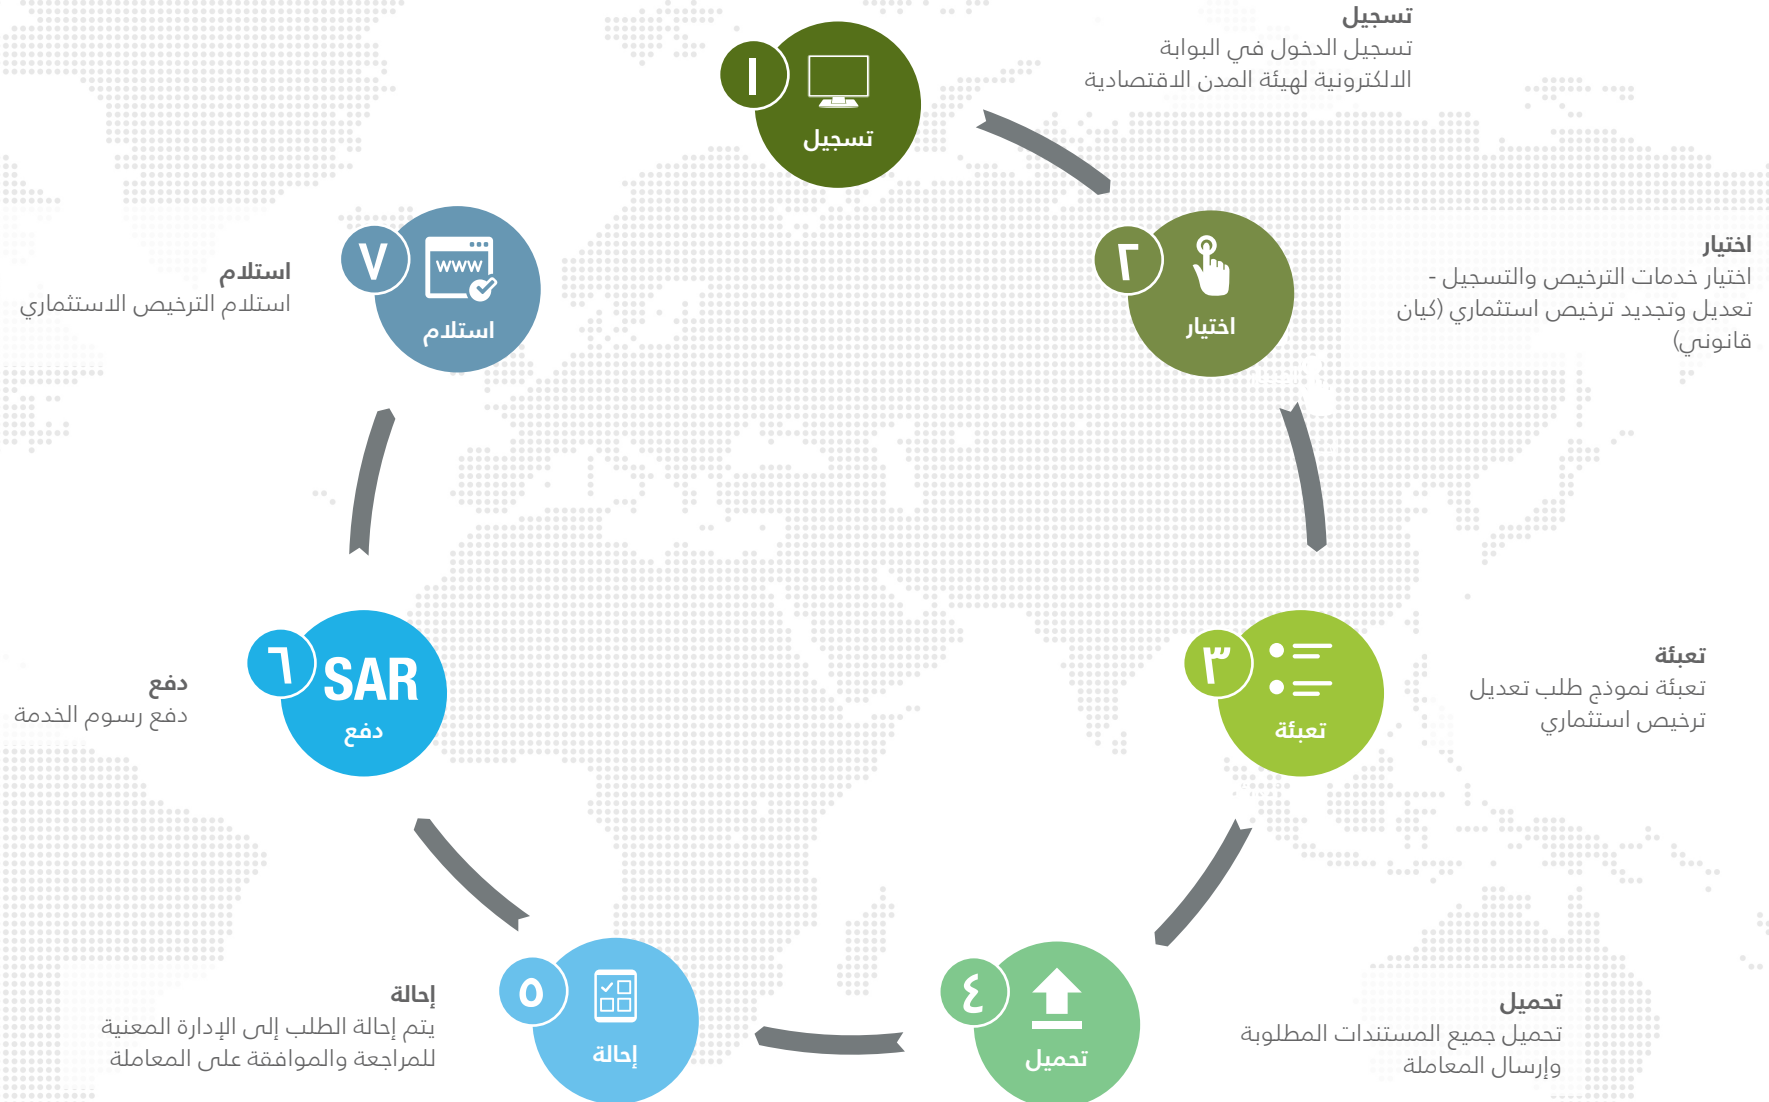 تسجيل
تسجيل الدخول في البوابة
الالكترونية لهيئة المدن الاقتصادية
١
تسجيل
اختيار
اختيار خدمات الترخيص والتسجيل -
تعديل وتجديد ترخيص استثماري (كيان
قانوني)
٢
اختيار
تعبئة
تعبئة نموذج طلب تعديل
ترخيص استثماري
٣
تعبئة
تحميل
تحميل جميع المستندات المطلوبة
وإرسال المعاملة
٤
تحميل
إحالة
يتم إحالة الطلب إلى الإدارة المعنية
للمراجعة والموافقة على المعاملة
٥
إحالة
دفع
دفع رسوم الخدمة
٦
SAR
دفع
استلام
استلام الترخيص الاستثماري
٧
WWW
استلام